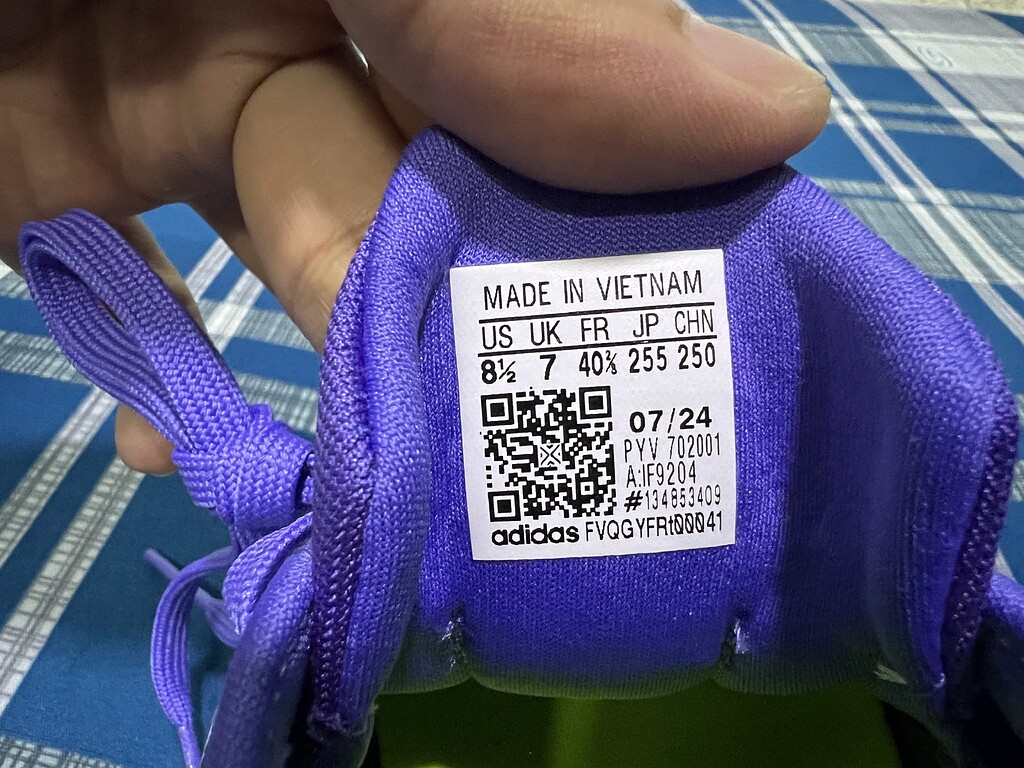 MADE IN VIETNAM
US UK FR JP CHN
8½ 7 40⅔ 255 250
07/24
PYV 702001
A:IF9204
#134853409
adidas FVQGYFRt00041